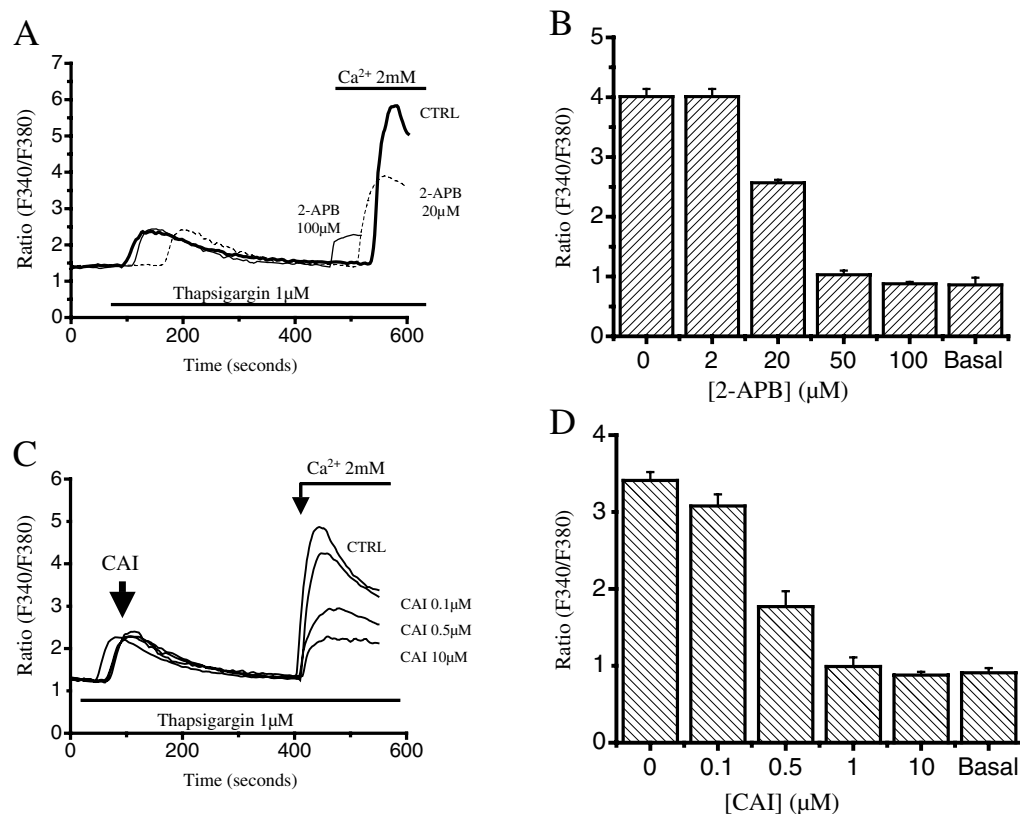 A
Ratio (F340/F380)
7
6
5
4
3
2
1
0
Ca²⁺ 2mM
CTRL
2-APB
100µM
2-APB
20µM
Thapsigargin 1µM
0 200 400 600
Time (seconds)
B
Ratio (F340/F380)
5
4
3
2
1
0
0 2 20 50 100 Basal
[2-APB] (µM)
C
Ratio (F340/F380)
6
5
4
3
2
1
0
CAI
Ca²⁺ 2mM
CTRL
CAI 0.1µM
CAI 0.5µM
CAI 10µM
Thapsigargin 1µM
0 200 400 600
Time (seconds)
D
Ratio (F340/F380)
4
3
2
1
0
0 0.1 0.5 1 10 Basal
[CAI] (µM)